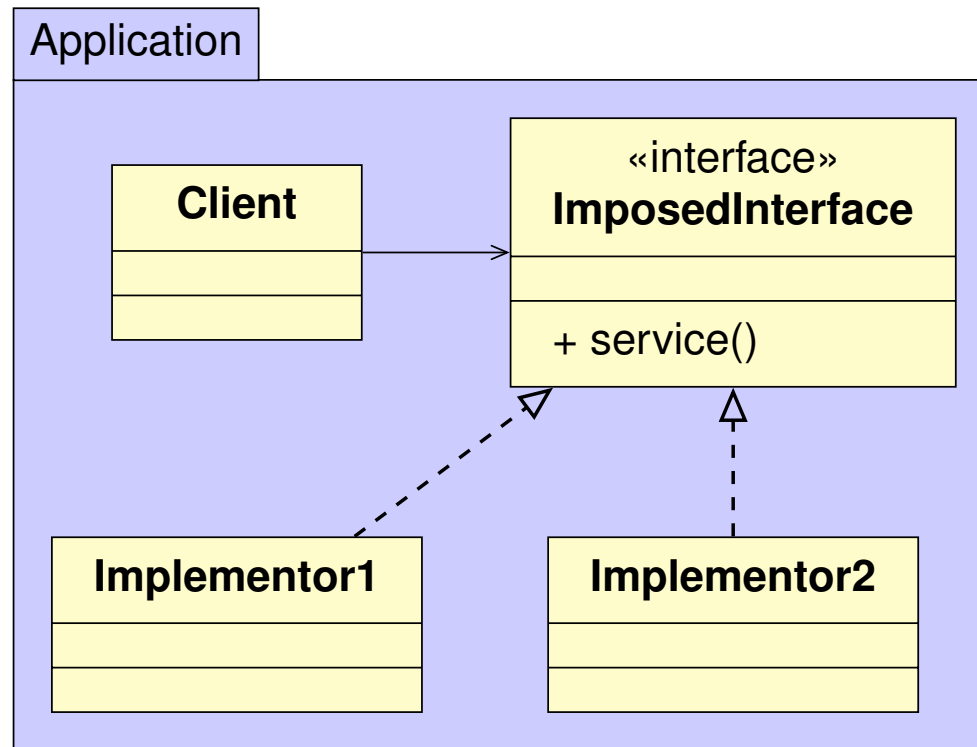 Application
Client
«interface»
ImposedInterface
+ service()
Implementor1
Implementor2